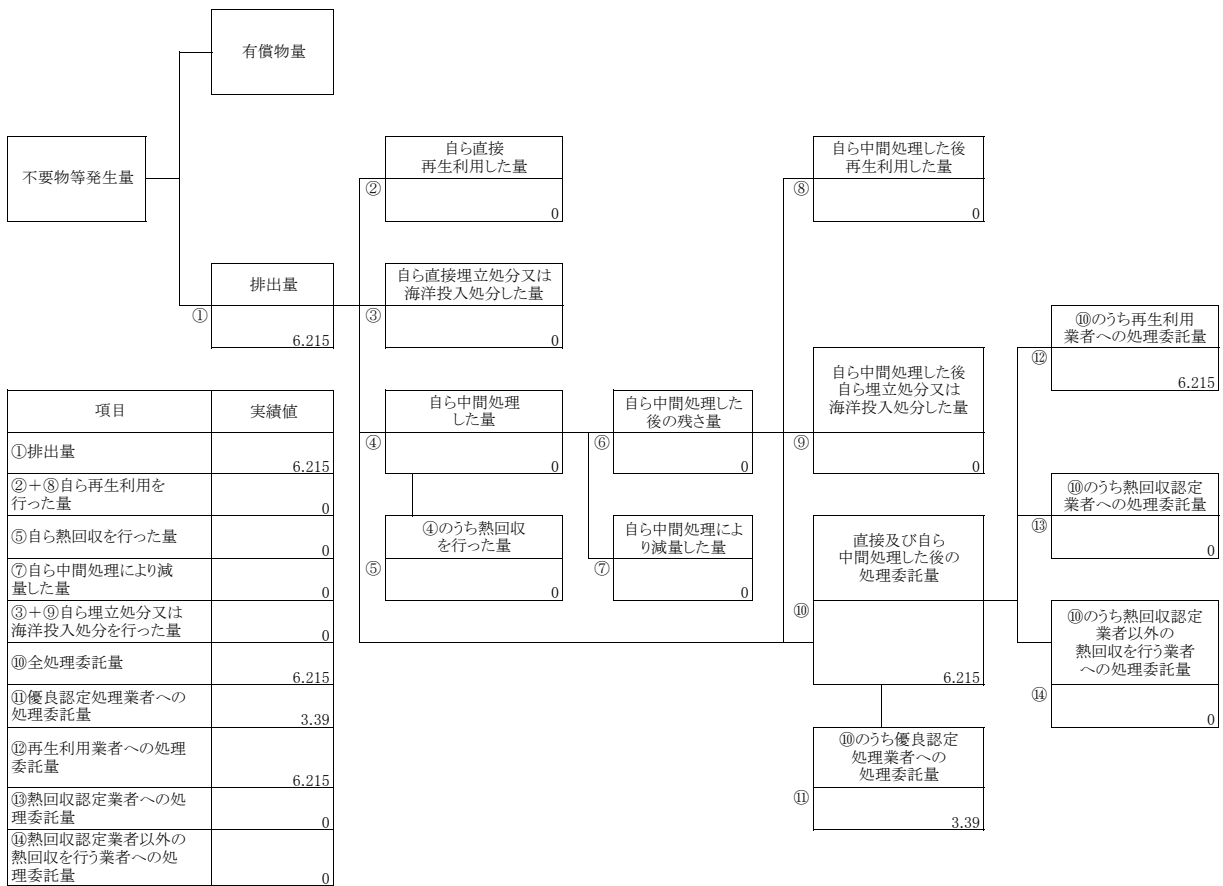 有償物量
不要物等発生量
自ら直接
再生利用した量
②
0
自ら中間処理した後
再生利用した量
⑧
0
排出量
①
6.215
自ら直接埋立処分又は
海洋投入処分した量
③
0
⑩のうち再生利用
業者への処理委託量
⑫
6.215
自ら中間処理
した量
④
0
自ら中間処理した
後の残さ量
⑥
0
自ら中間処理した後
自ら埋立処分又は
海洋投入処分した量
⑨
0
⑩のうち熱回収認定
業者への処理委託量
⑬
0
④のうち熱回収
を行った量
⑤
0
自ら中間処理によ
り減量した量
⑦
0
直接及び自ら
中間処理した後の
処理委託量
⑩
6.215
⑩のうち熱回収認定
業者以外の
熱回収を行う業者
への処理委託量
⑭
0
⑩のうち優良認定
処理業者への
処理委託量
⑪
3.39
項目 実績値
①排出量
6.215
②+⑧自ら再生利用を
行った量
0
⑤自ら熱回収を行った量
0
⑦自ら中間処理により減
量した量
0
③+⑨自ら埋立処分又は
海洋投入処分を行った量
0
⑩全処理委託量
6.215
⑪優良認定処理業者への
処理委託量
3.39
⑫再生利用業者への処理
委託量
6.215
⑬熱回収認定業者への処
理委託量
0
⑭熱回収認定業者以外の
熱回収を行う業者への処
理委託量
0